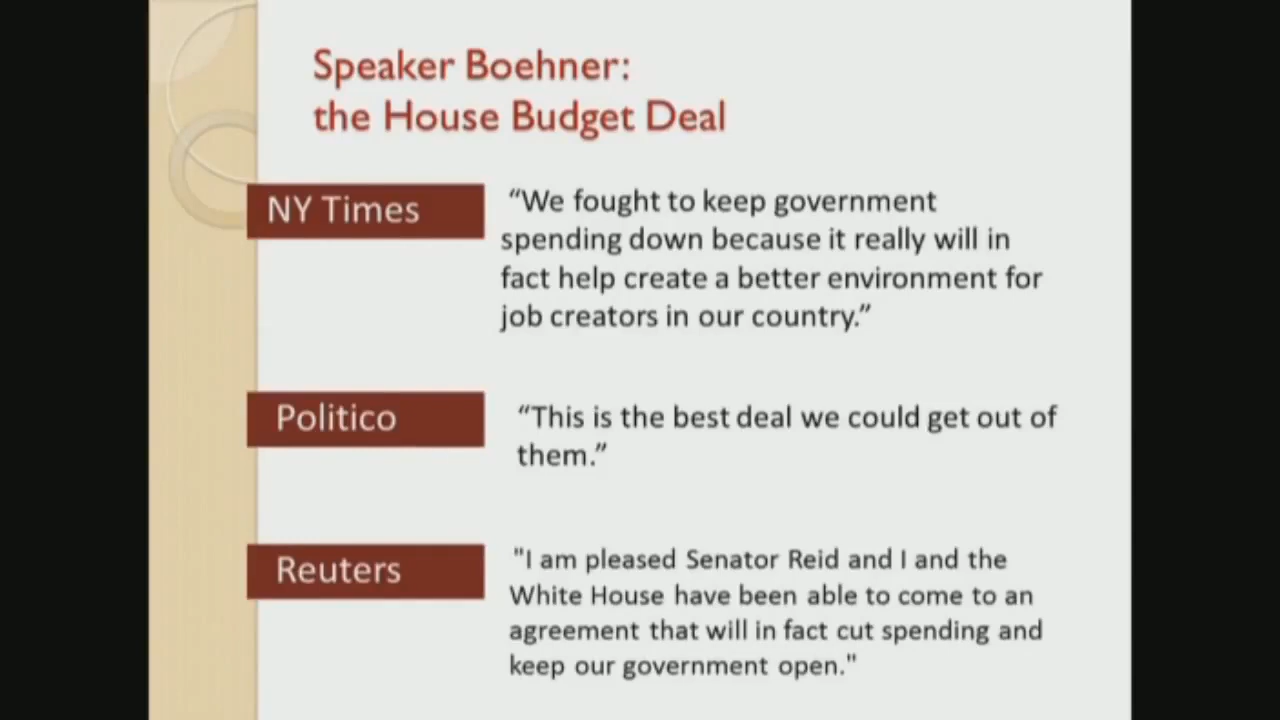 Speaker Boehner:
the House Budget Deal
NY Times
“We fought to keep government
spending down because it really will in
fact help create a better environment for
job creators in our country.”
Politico
“This is the best deal we could get out of
them.”
Reuters
"I am pleased Senator Reid and I and the
White House have been able to come to an
agreement that will in fact cut spending and
keep our government open."